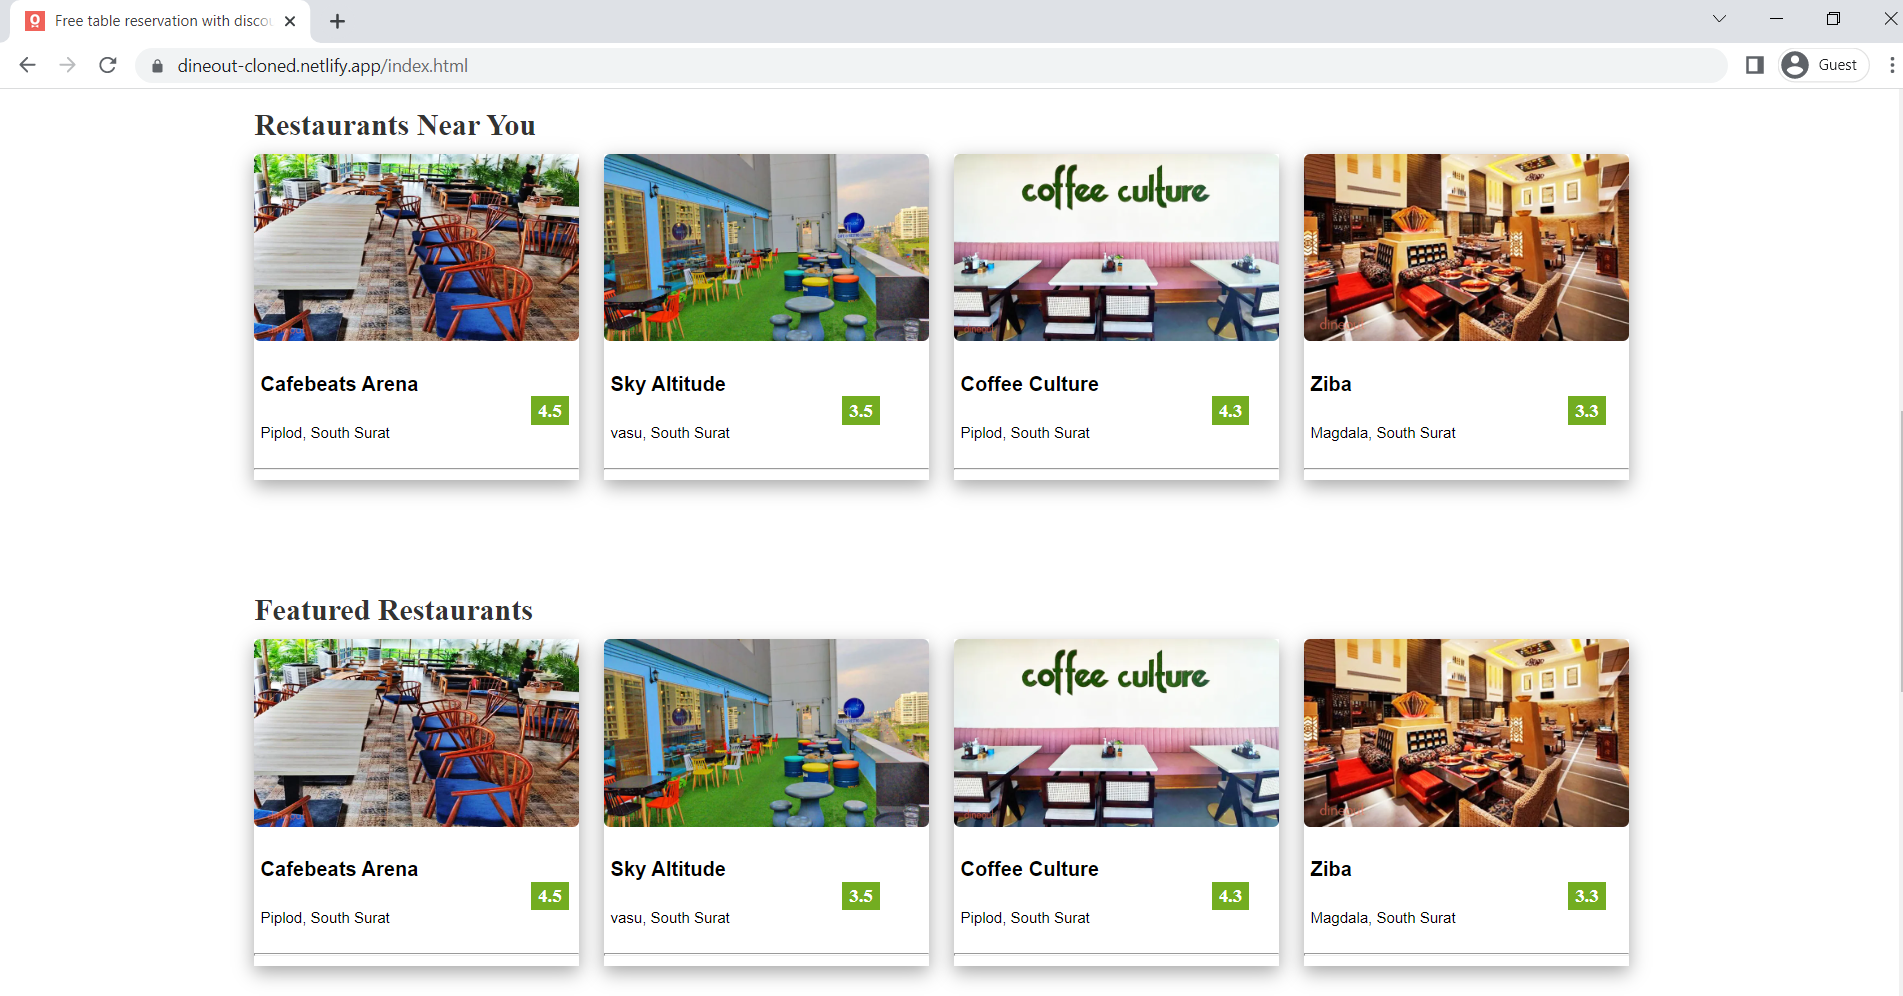 Free table reservation with disco
dineout-cloned.netlify.app/index.html
Guest
Restaurants Near You
coffee culture
Cafebeats Arena
4.5
Piplod, South Surat
Sky Altitude
3.5
vasu, South Surat
Coffee Culture
4.3
Piplod, South Surat
Ziba
3.3
Magdala, South Surat
Featured Restaurants
coffee culture
Cafebeats Arena
4.5
Piplod, South Surat
Sky Altitude
3.5
vasu, South Surat
Coffee Culture
4.3
Piplod, South Surat
Ziba
3.3
Magdala, South Surat